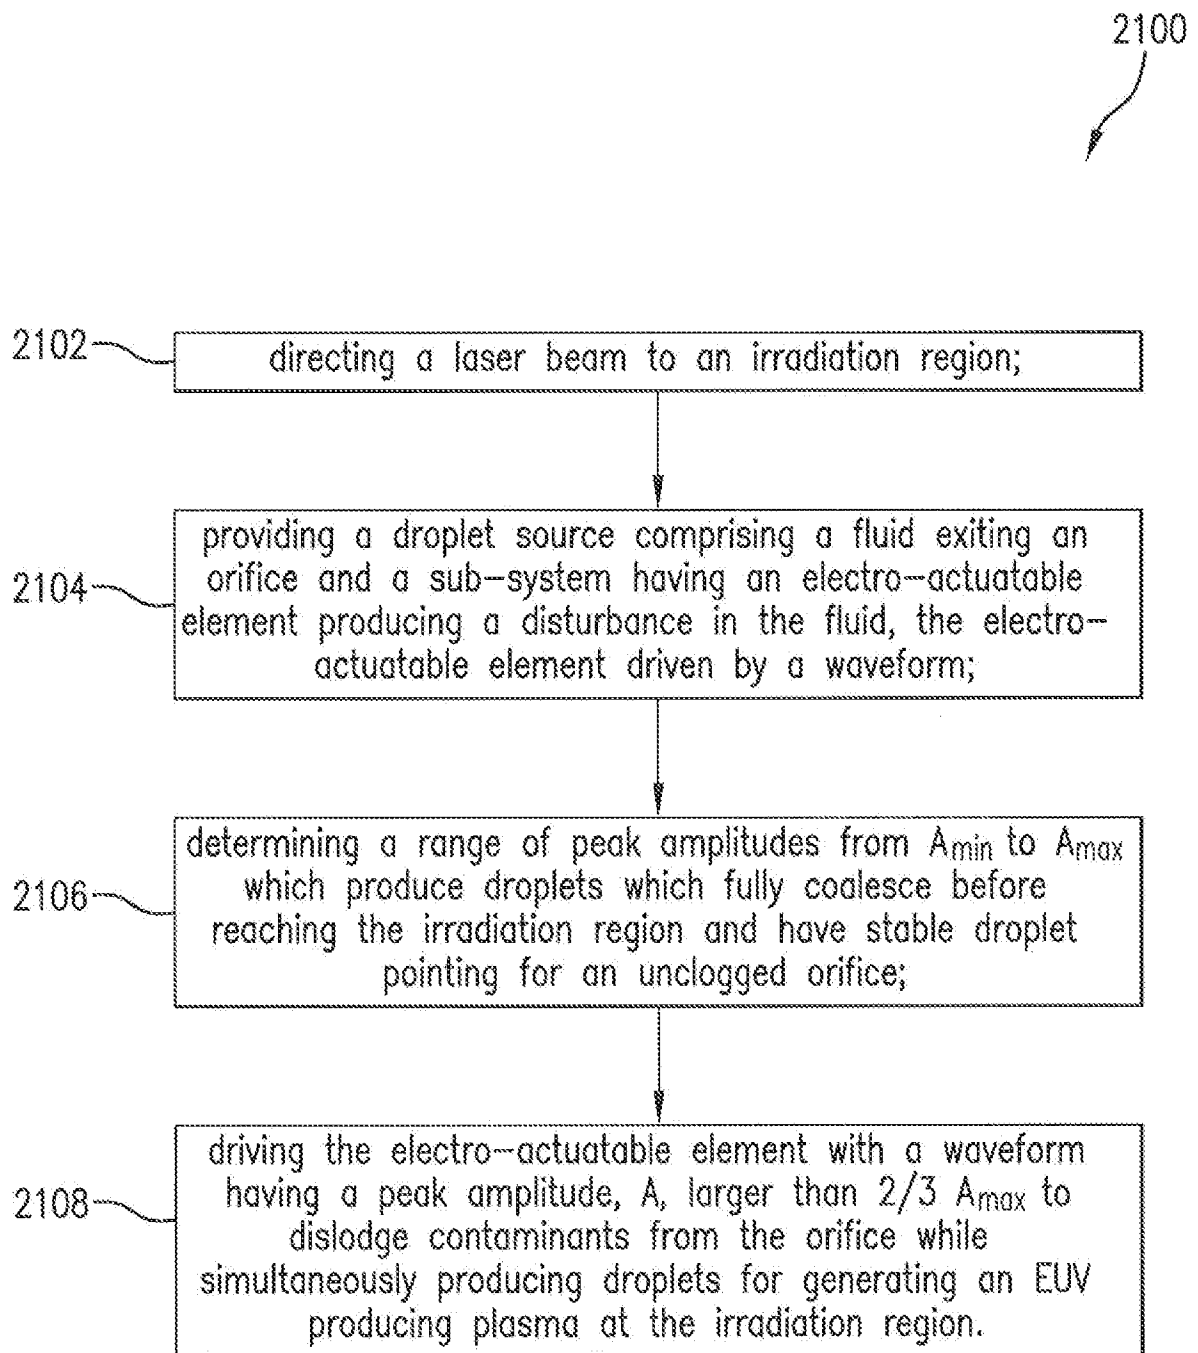 2100
2102
directing a laser beam to an irradiation region;
2104
providing a droplet source comprising a fluid exiting an
orifice and a sub-system having an electro-actuatable
element producing a disturbance in the fluid, the electro-
actuatable element driven by a waveform;
2106
determining a range of peak amplitudes from Amin to Amax
which produce droplets which fully coalesce before
reaching the irradiation region and have stable droplet
pointing for an unclogged orifice;
2108
driving the electro-actuatable element with a waveform
having a peak amplitude, A, larger than 2/3 Amax to
dislodge contaminants from the orifice while
simultaneously producing droplets for generating an EUV
producing plasma at the irradiation region.